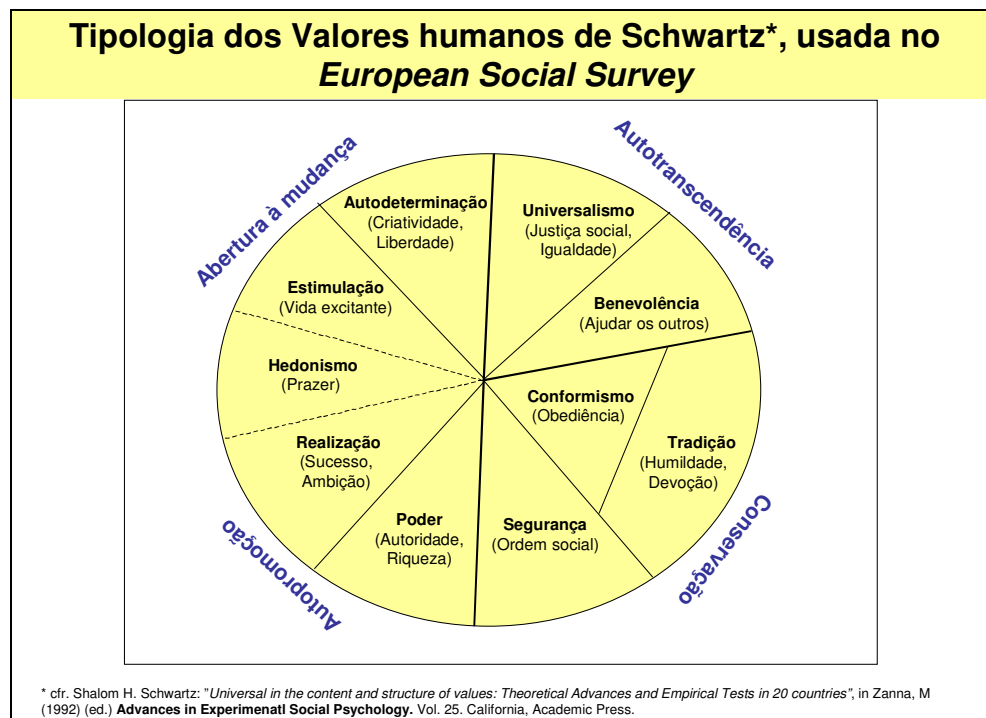 Tipologia dos Valores humanos de Schwartz*, usada no
European Social Survey
Abertura à mudança
Autotranscendência
Autodeterminação
(Criatividade,
Liberdade)
Universalismo
(Justiça social,
Igualdade)
Estimulação
(Vida excitante)
Benevolência
(Ajudar os outros)
Hedonismo
(Prazer)
Conformismo
(Obediência)
Realização
(Sucesso,
Ambição)
Tradição
(Humildade,
Devoção)
Poder
(Autoridade,
Riqueza)
Segurança
(Ordem social)
Autopromoção
Conservação
* cfr. Shalom H. Schwartz: "Universal in the content and structure of values: Theoretical Advances and Empirical Tests in 20 countries", in Zanna, M
(1992) (ed.) Advances in Experimenatl Social Psychology. Vol. 25. California, Academic Press.